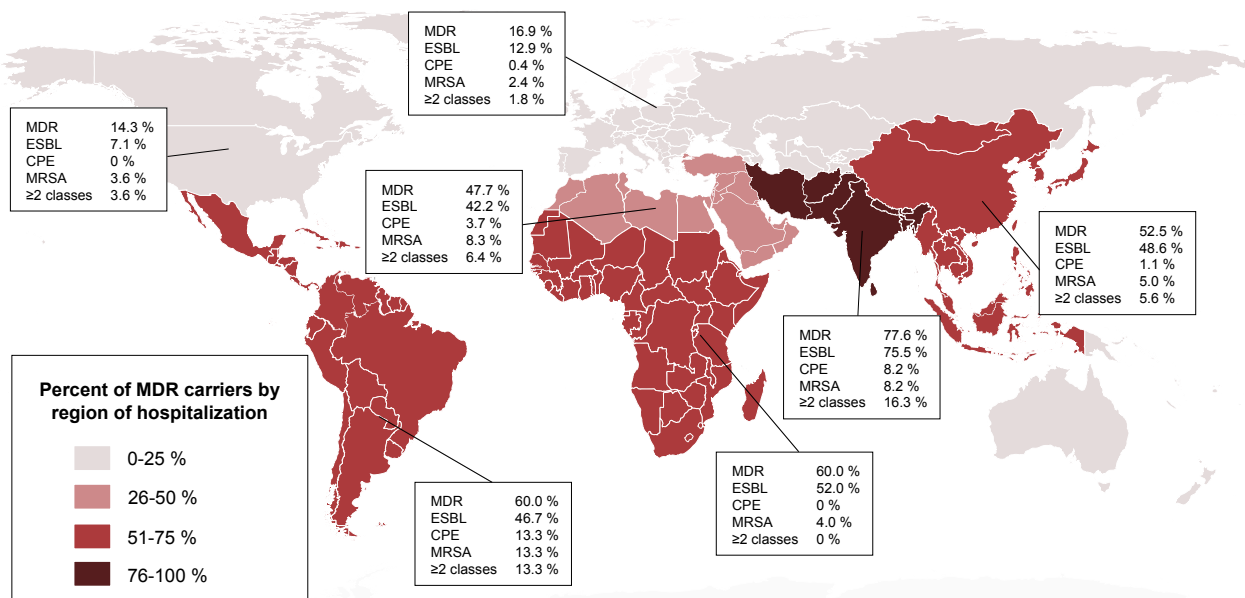 MDR 16.9 %
ESBL 12.9 %
CPE 0.4 %
MRSA 2.4 %
≥2 classes 1.8 %
MDR 14.3 %
ESBL 7.1 %
CPE 0 %
MRSA 3.6 %
≥2 classes 3.6 %
MDR 47.7 %
ESBL 42.2 %
CPE 3.7 %
MRSA 8.3 %
≥2 classes 6.4 %
MDR 52.5 %
ESBL 48.6 %
CPE 1.1 %
MRSA 5.0 %
≥2 classes 5.6 %
MDR 77.6 %
ESBL 75.5 %
CPE 8.2 %
MRSA 8.2 %
≥2 classes 16.3 %
MDR 60.0 %
ESBL 52.0 %
CPE 0 %
MRSA 4.0 %
≥2 classes 0 %
MDR 60.0 %
ESBL 46.7 %
CPE 13.3 %
MRSA 13.3 %
≥2 classes 13.3 %
Percent of MDR carriers by
region of hospitalization
0-25 %
26-50 %
51-75 %
76-100 %